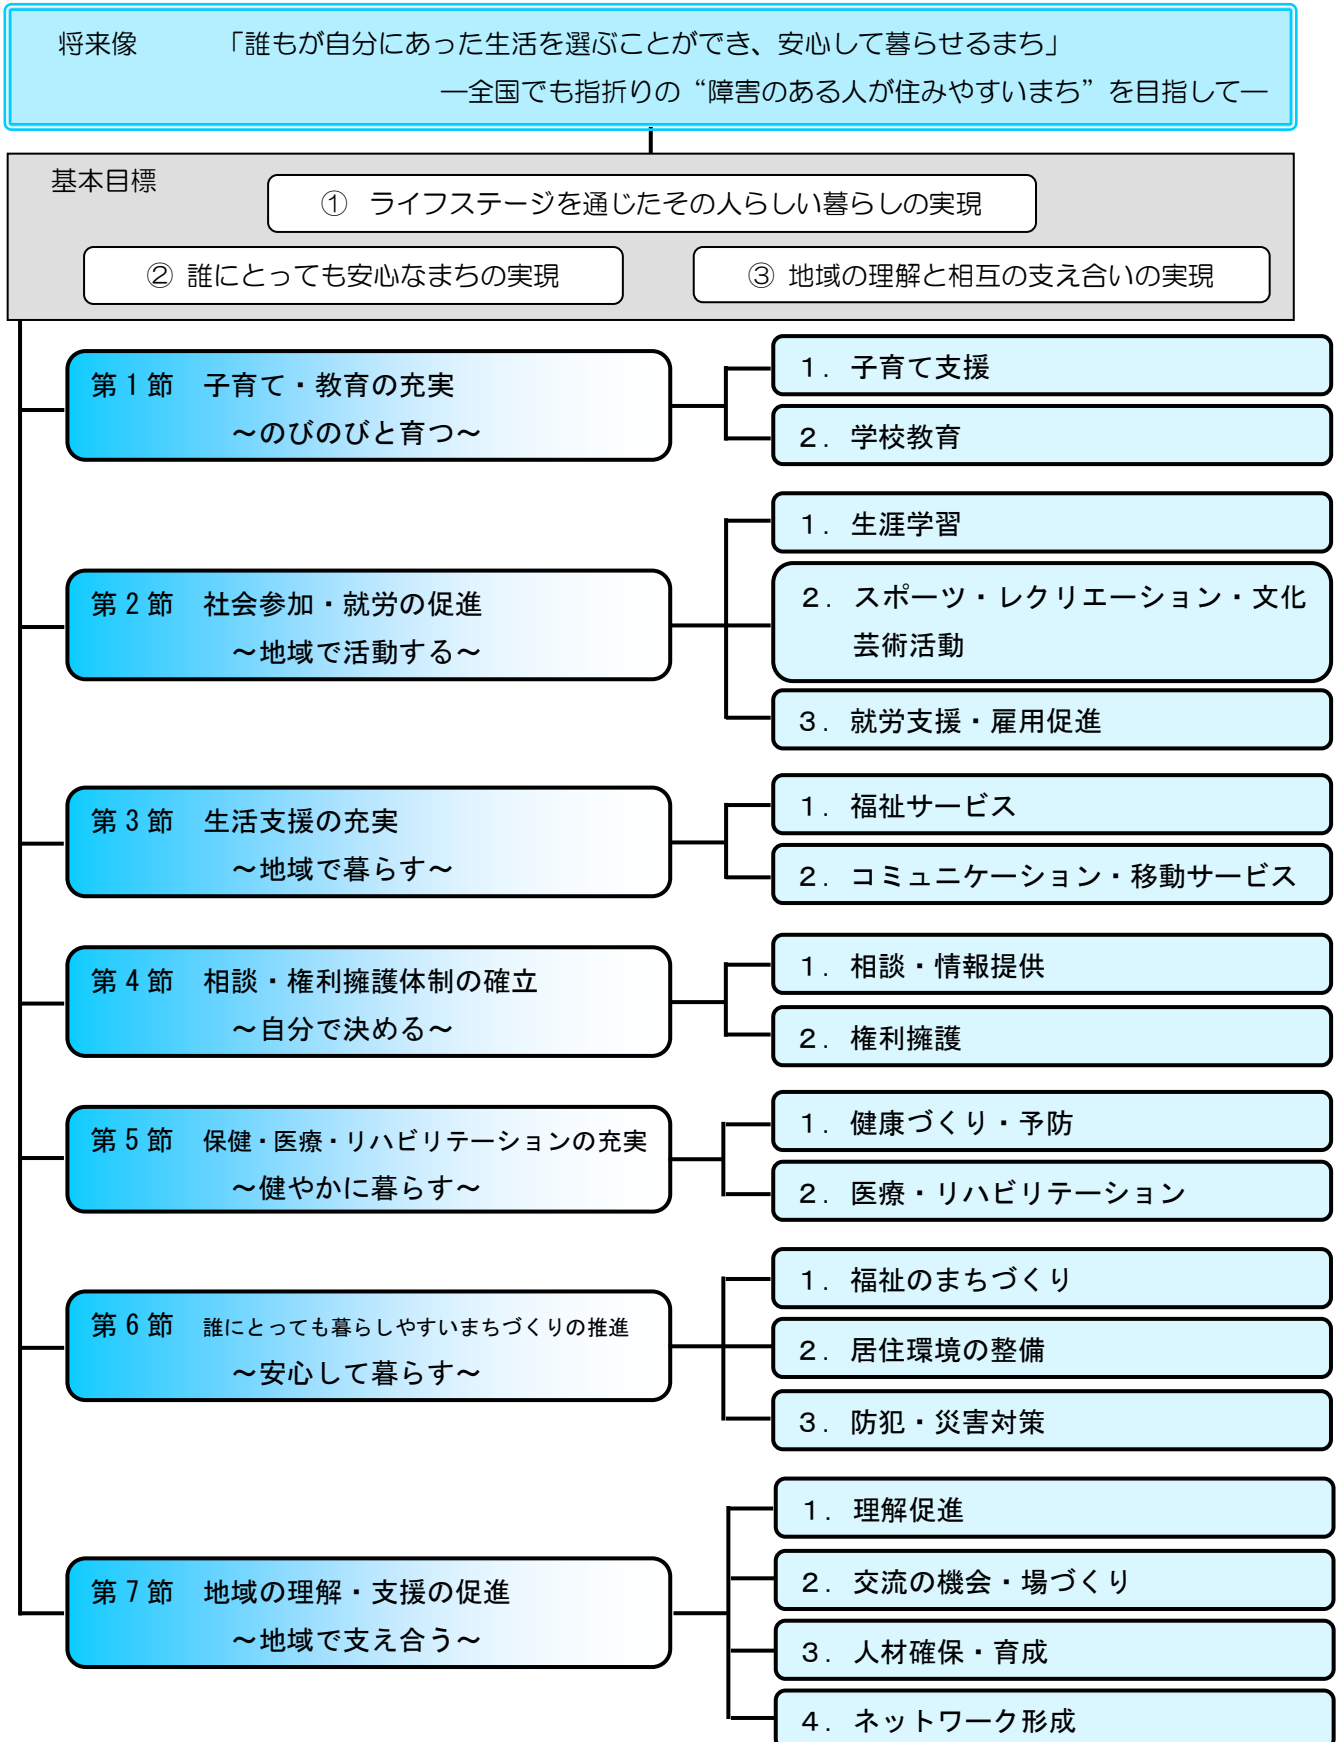 将来像　「誰もが自分にあった生活を選ぶことができ、安心して暮らせるまち」
―全国でも指折りの“障害のある人が住みやすいまち”を目指して―
基本目標
① ライフステージを通じたその人らしい暮らしの実現
② 誰にとっても安心なまちの実現
③ 地域の理解と相互の支え合いの実現
第１節　子育て・教育の充実
～のびのびと育つ～
１．子育て支援
２．学校教育
第２節　社会参加・就労の促進
～地域で活動する～
１．生涯学習
２．スポーツ・レクリエーション・文化
芸術活動
３．就労支援・雇用促進
第３節　生活支援の充実
～地域で暮らす～
１．福祉サービス
２．コミュニケーション・移動サービス
第４節　相談・権利擁護体制の確立
～自分で決める～
１．相談・情報提供
２．権利擁護
第５節　保健・医療・リハビリテーションの充実
～健やかに暮らす～
１．健康づくり・予防
２．医療・リハビリテーション
第６節　誰にとっても暮らしやすいまちづくりの推進
～安心して暮らす～
１．福祉のまちづくり
２．居住環境の整備
３．防犯・災害対策
第７節　地域の理解・支援の促進
～地域で支え合う～
１．理解促進
２．交流の機会・場づくり
３．人材確保・育成
４．ネットワーク形成